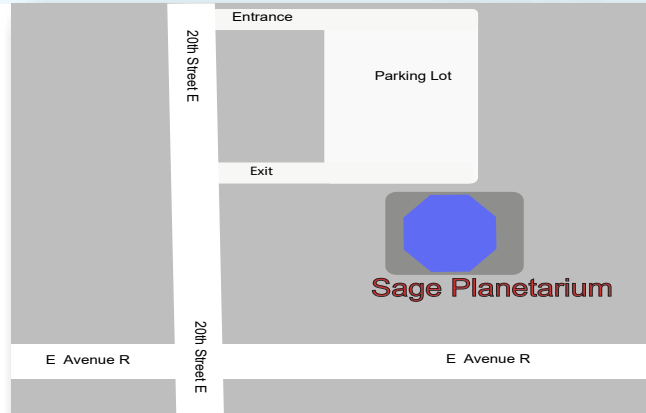 Entrance
20th Street E
Parking Lot
Exit
Sage Planetarium
20th Street E
E Avenue R
E Avenue R